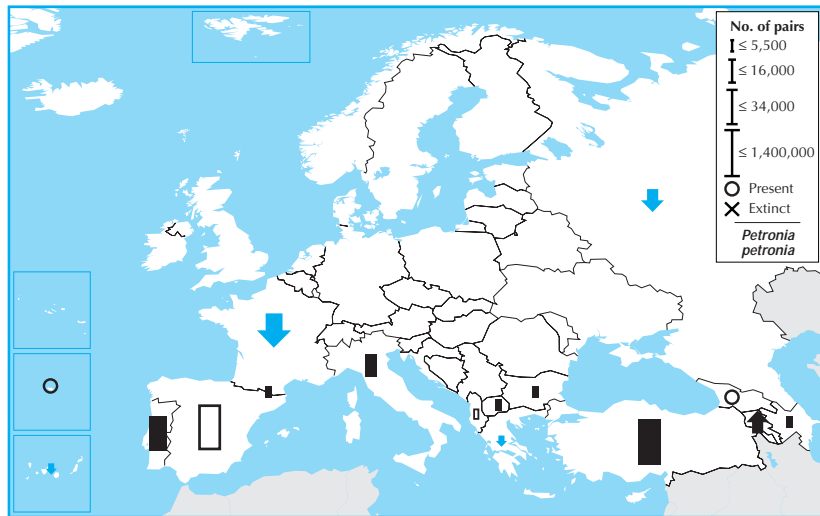 No. of pairs
≤ 5,500
≤ 16,000
≤ 34,000
≤ 1,400,000
Present
Extinct
Petronia
petronia